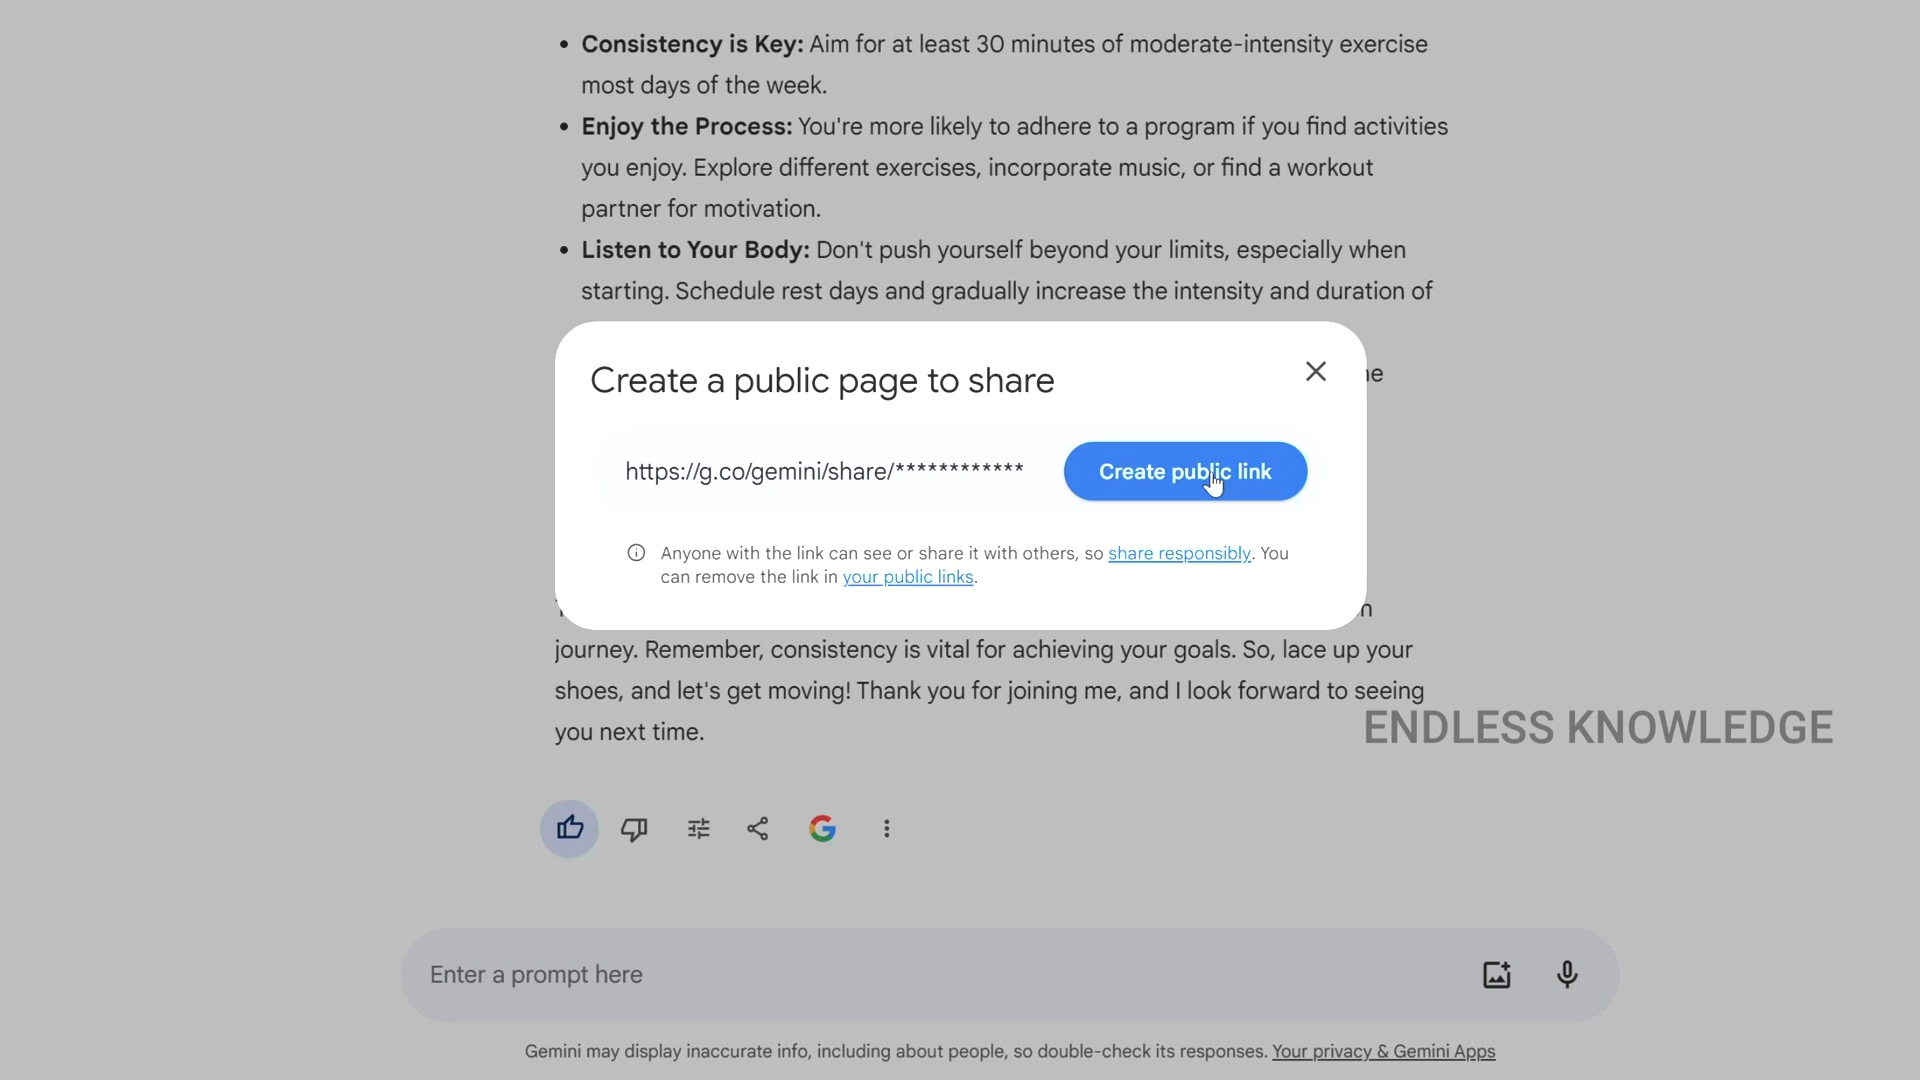 • Consistency is Key: Aim for at least 30 minutes of moderate-intensity exercise
most days of the week.
• Enjoy the Process: You're more likely to adhere to a program if you find activities
you enjoy. Explore different exercises, incorporate music, or find a workout
partner for motivation.
• Listen to Your Body: Don't push yourself beyond your limits, especially when
starting. Schedule rest days and gradually increase the intensity and duration of
Create a public page to share
https://g.co/gemini/share/************
Create public link
Anyone with the link can see or share it with others, so share responsibly. You
can remove the link in your public links.
journey. Remember, consistency is vital for achieving your goals. So, lace up your
shoes, and let's get moving! Thank you for joining me, and I look forward to seeing
you next time.
ENDLESS KNOWLEDGE
Enter a prompt here
Gemini may display inaccurate info, including about people, so double-check its responses. Your privacy & Gemini Apps